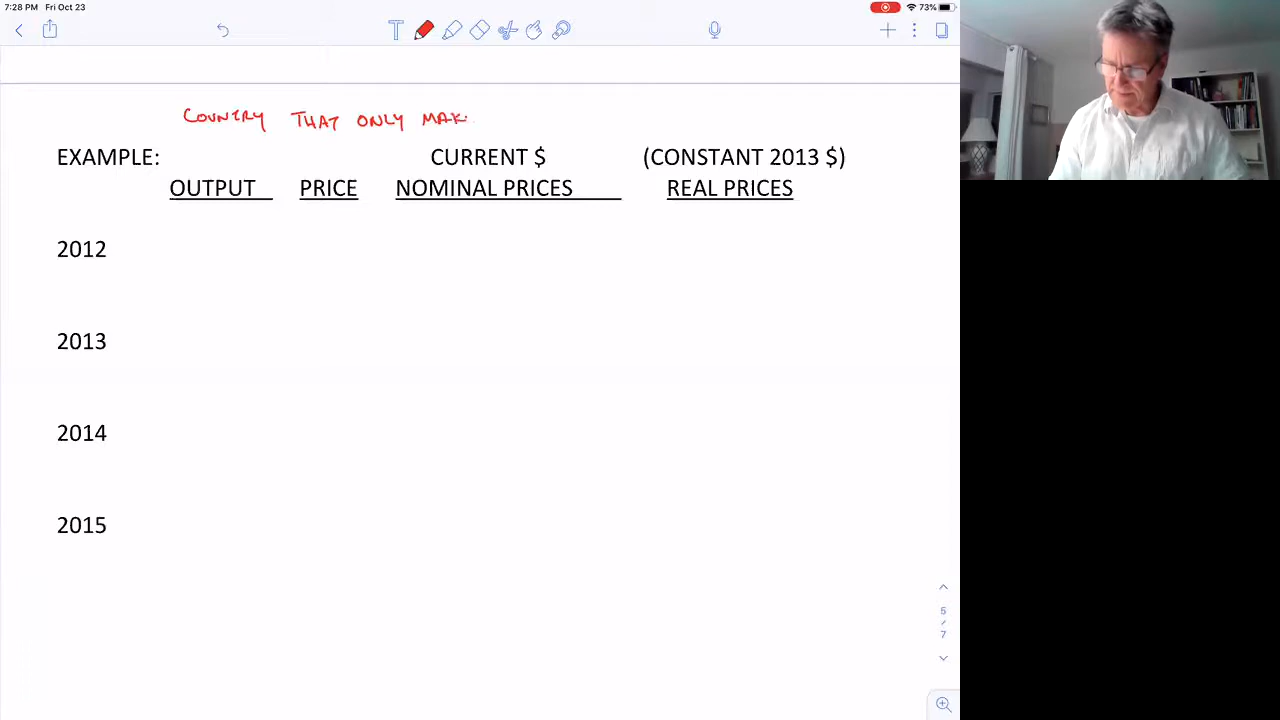 7:28 PM Fri Oct 23 73%
COUNTRY THAT ONLY MAK
EXAMPLE: CURRENT $ (CONSTANT 2013 $)
OUTPUT PRICE NOMINAL PRICES REAL PRICES
2012
2013
2014
2015
5
/
7